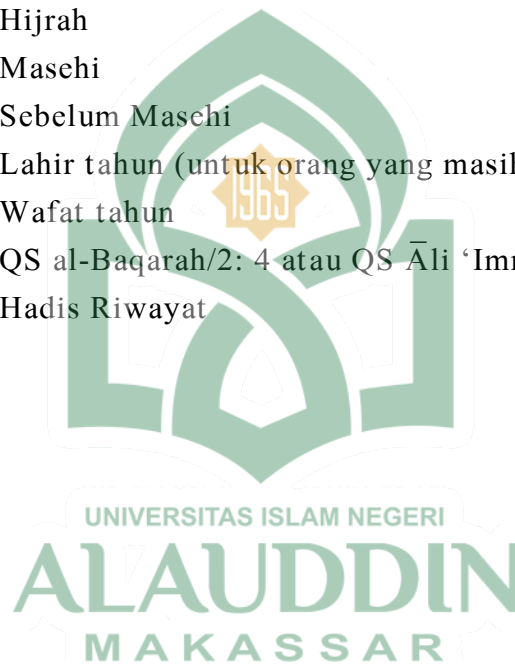 Hijrah
Masehi
Sebelum Masehi
Lahir tahun (untuk orang yang masih
1965
Wafat tahun
QS al-Baqarah/2: 4 atau QS Āli ‘Imr
Hadis Riwayat
UNIVERSITAS ISLAM NEGERI
ALAUDDIN
MAKASSAR